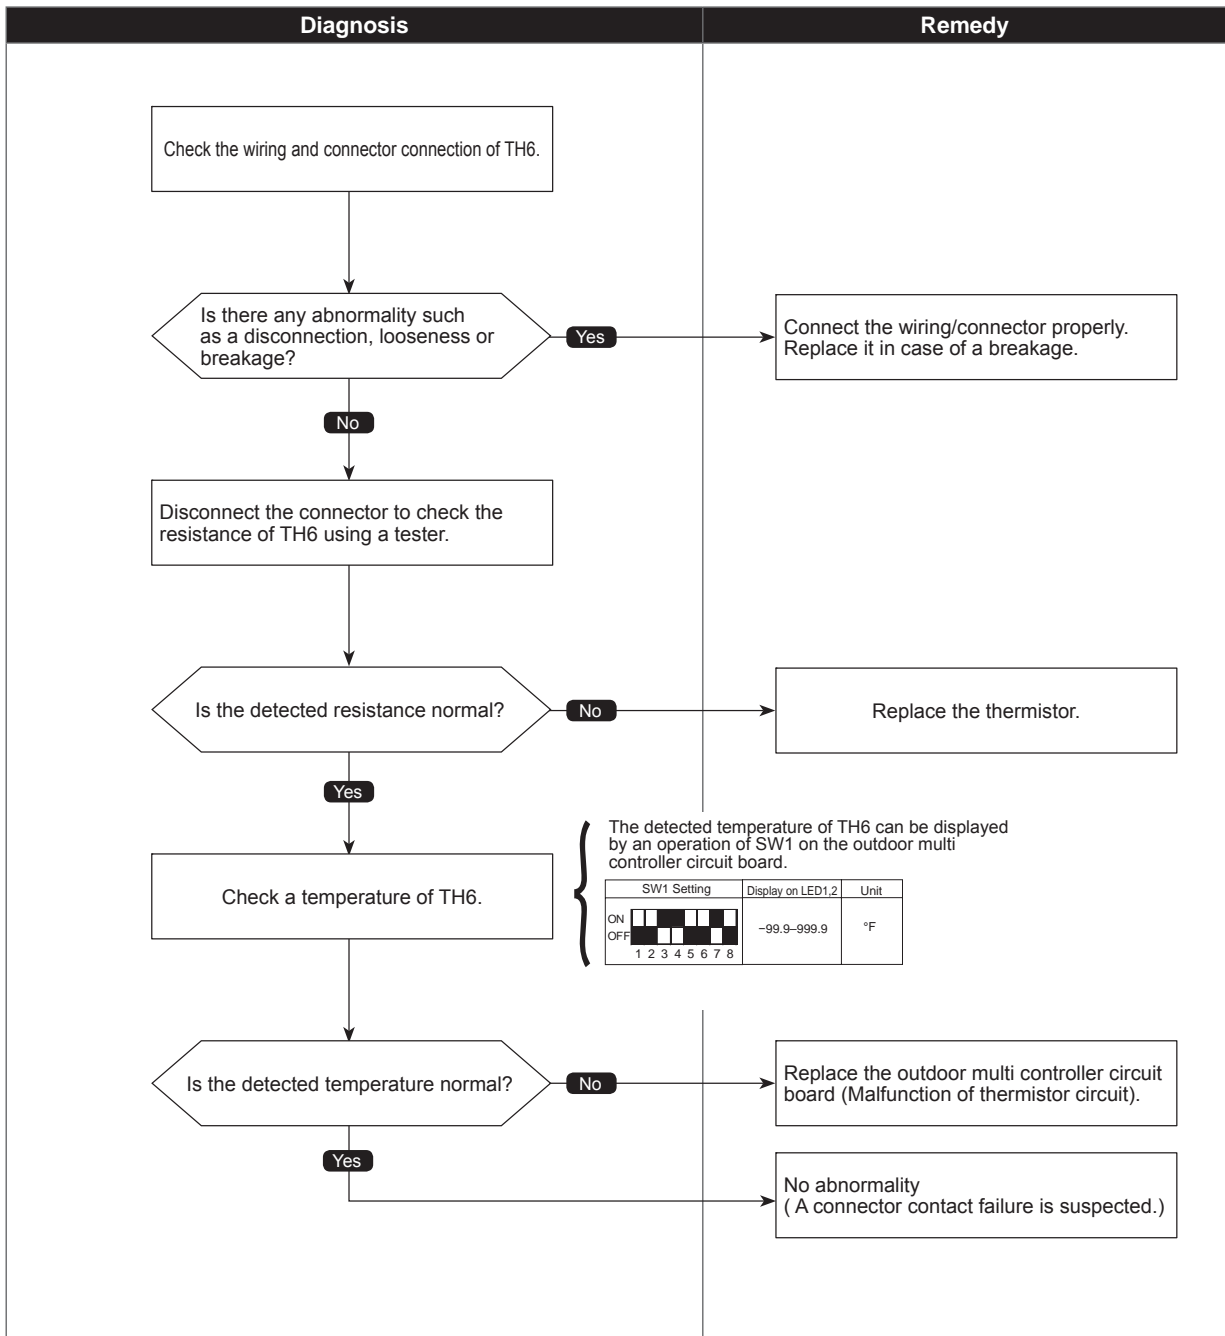 Diagnosis
Remedy
Check the wiring and connector connection of TH6.
Is there any abnormality such
as a disconnection, looseness or
breakage?
Yes
Connect the wiring/connector properly.
Replace it in case of a breakage.
No
Disconnect the connector to check the
resistance of TH6 using a tester.
Is the detected resistance normal?
No
Replace the thermistor.
Yes
The detected temperature of TH6 can be displayed
by an operation of SW1 on the outdoor multi
controller circuit board.
Check a temperature of TH6.
SW1 Setting
Display on LED1,2
Unit
ON
OFF
1 2 3 4 5 6 7 8
−99.9–999.9
°F
Is the detected temperature normal?
No
Replace the outdoor multi controller circuit
board (Malfunction of thermistor circuit).
Yes
No abnormality
( A connector contact failure is suspected.)